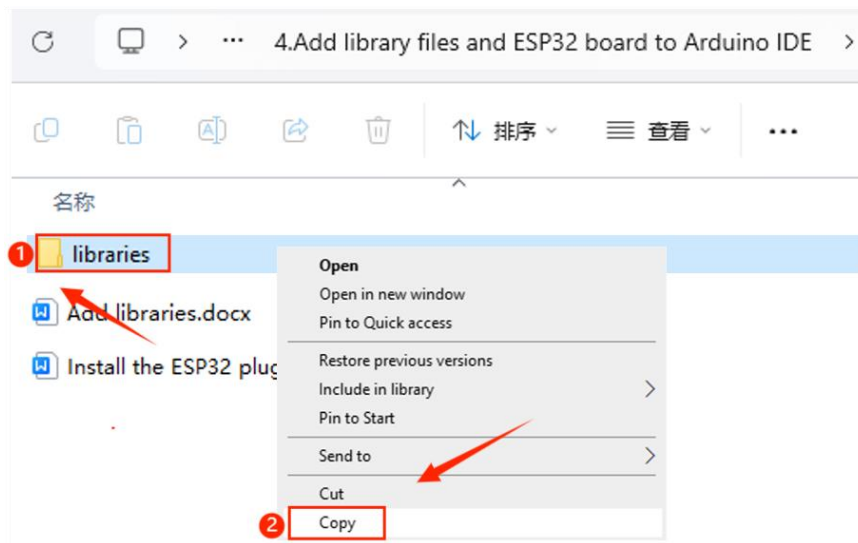 4.Add library files and ESP32 board to Arduino IDE
排序 查看
名称
1 libraries
Open
Open in new window
Add libraries.docx
Pin to Quick access
Restore previous versions
Install the ESP32 plug
Include in library
Pin to Start
Send to
Cut
2 Copy